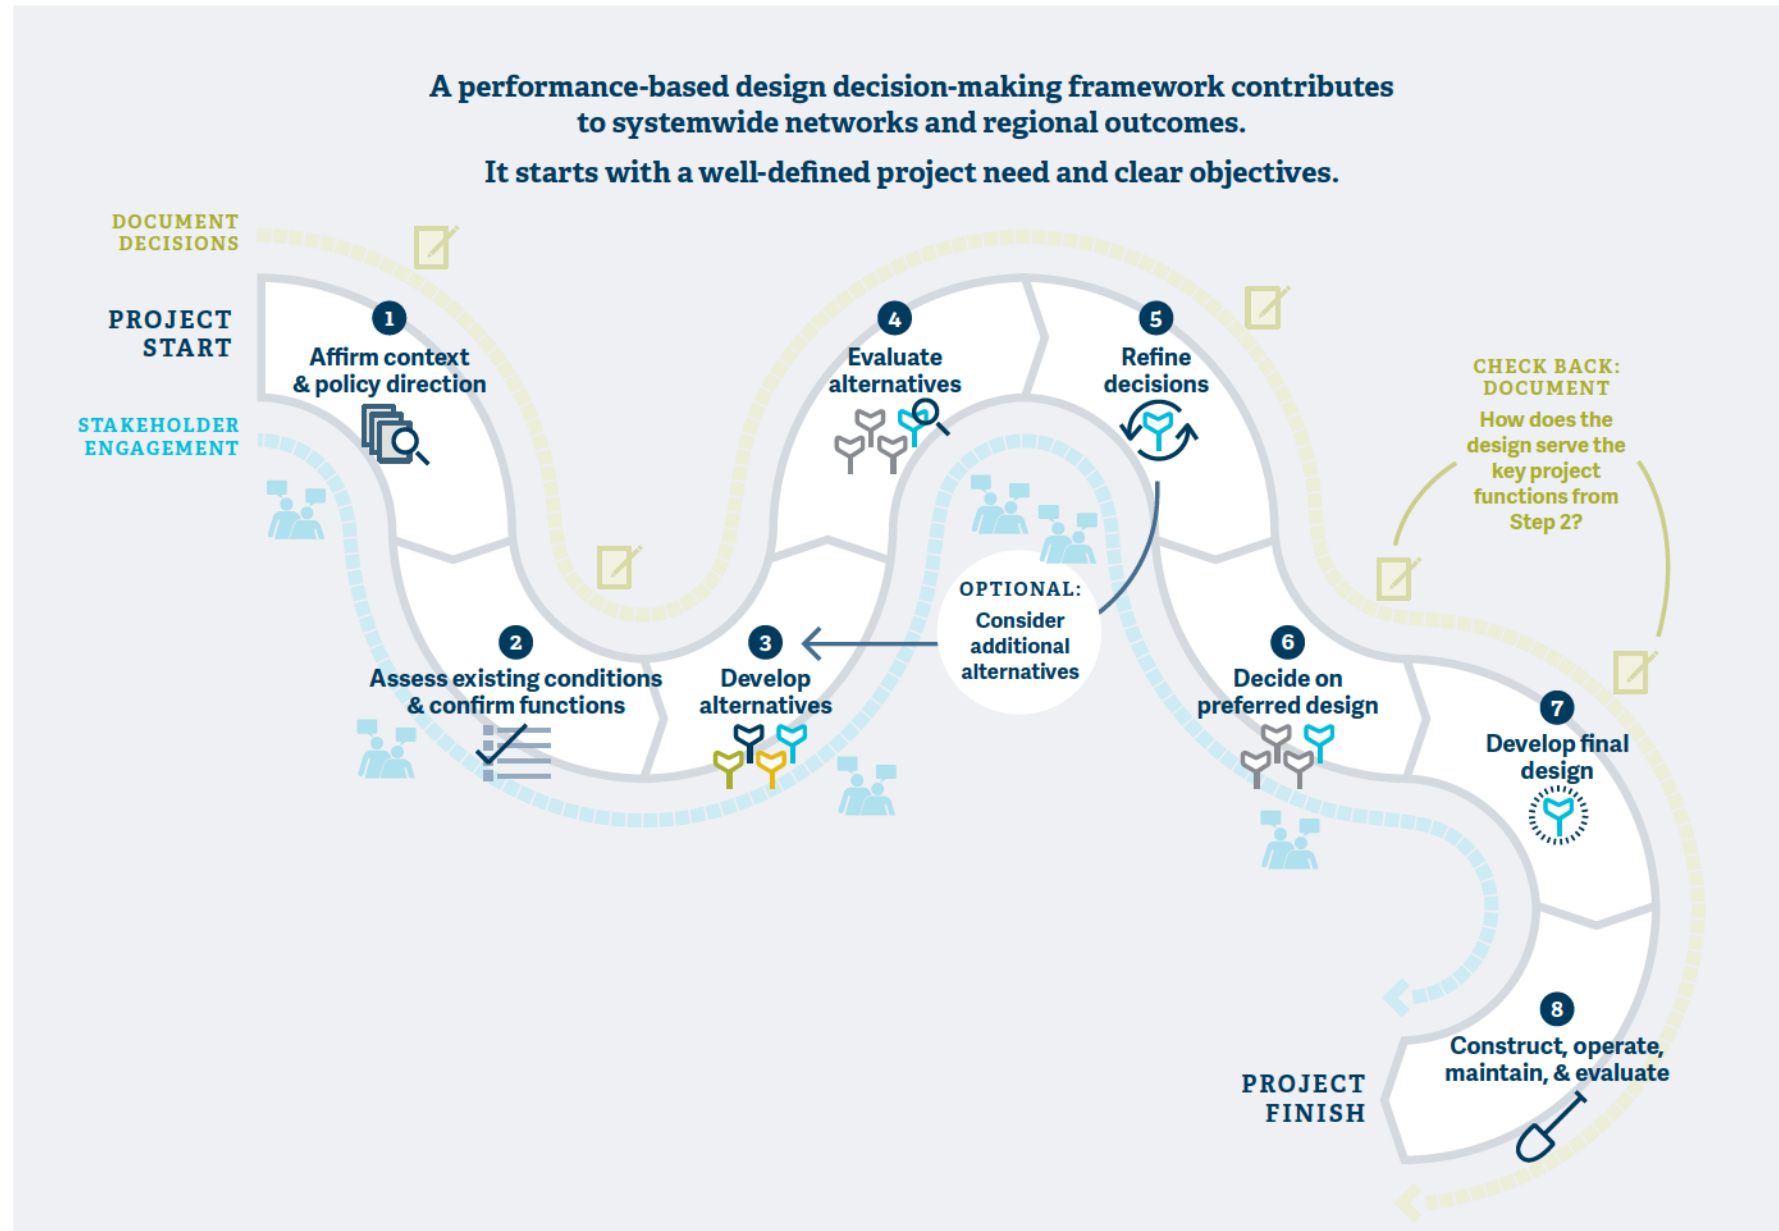 A performance-based design decision-making framework contributes
to systemwide networks and regional outcomes.
It starts with a well-defined project need and clear objectives.
DOCUMENT
DECISIONS
PROJECT
START
STAKEHOLDER
ENGAGEMENT
1
Affirm context
& policy direction
2
Assess existing conditions
& confirm functions
3
Develop
alternatives
4
Evaluate
alternatives
5
Refine
decisions
OPTIONAL:
Consider
additional
alternatives
6
Decide on
preferred design
CHECK BACK:
DOCUMENT
How does the
design serve the
key project
functions from
Step 2?
7
Develop final
design
8
Construct, operate,
maintain, & evaluate
PROJECT
FINISH